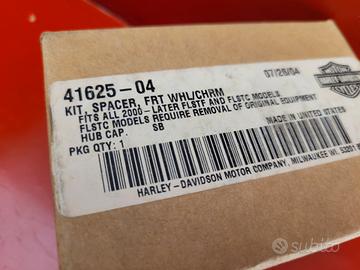 41625-04
07/28/04
KIT, SPACER, FRT WHL/CHRM
FITS ALL 2000-LATER FLSTF AND FLSTC MODELS
FLSTC MODELS REQUIRE REMOVAL OF ORIGINAL EQUIPMENT
HUB CAP.
SB
MADE IN UNITED STATES
PKG QTY: 1
HARLEY-DAVIDSON MOTOR COMPANY, MILWAUKEE WI, 53201
subito